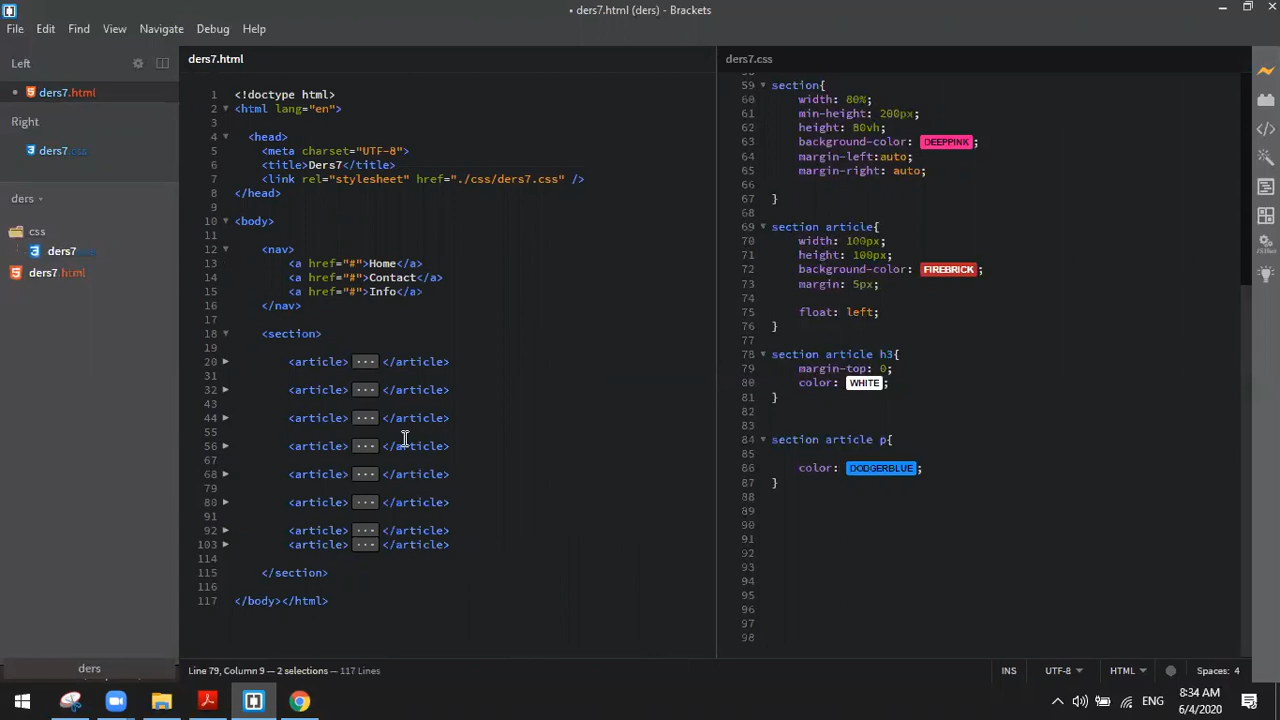 • ders7.html (ders) - Brackets
File Edit Find View Navigate Debug Help
Left
ders7.html
Right
ders7.css
ders
css
ders7.css
ders7.html
ders
ders7.html
1 <!doctype html>
2 <html lang="en">
3
4 <head>
5 <meta charset="UTF-8">
6 <title>Ders7</title>
7 <link rel="stylesheet" href="./css/ders7.css" />
8 </head>
9
10 <body>
11
12 <nav>
13 <a href="#">Home</a>
14 <a href="#">Contact</a>
15 <a href="#">Info</a>
16 </nav>
17
18 <section>
19
20 <article> ... </article>
31
32 <article> ... </article>
43
44 <article> ... </article>
55
56 <article> ... </article>
67
68 <article> ... </article>
79
80 <article> ... </article>
91
92 <article> ... </article>
103 <article> ... </article>
114
115 </section>
116
117 </body></html>
ders7.css
58
59 section{
60 width: 80%;
61 min-height: 200px;
62 height: 80vh;
63 background-color: DEEPPINK;
64 margin-left:auto;
65 margin-right: auto;
66
67 }
68
69 section article{
70 width: 100px;
71 height: 100px;
72 background-color: FIREBRICK;
73 margin: 5px;
74
75 float: left;
76 }
77
78 section article h3{
79 margin-top: 0;
80 color: WHITE;
81 }
82
83
84 section article p{
85
86 color: DODGERBLUE;
87 }
88
89
90
91
92
93
94
95
96
97
98
Line 79, Column 9 — 2 selections — 117 Lines
INS UTF-8 HTML Spaces: 4
ENG
8:34 AM
6/4/2020